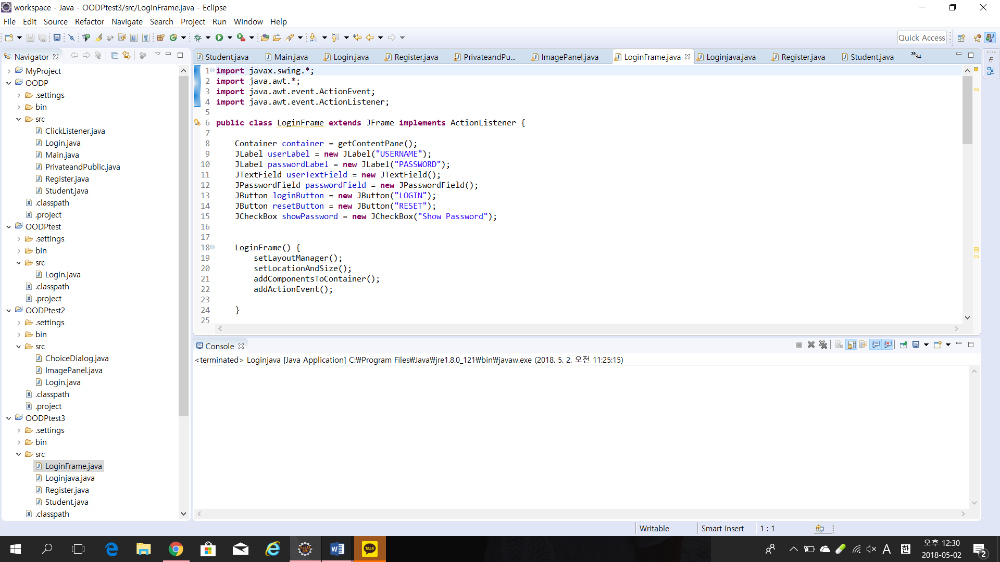 workspace - Java - OODPtest3/src/LoginFrame.java - Eclipse
File Edit Source Refactor Navigate Search Project Run Window Help
Quick Access
Navigator
MyProject
OODP
.settings
bin
src
ClickListener.java
Login.java
Main.java
PrivateandPublic.java
Register.java
Student.java
.classpath
.project
OODPtest
.settings
bin
src
Login.java
.classpath
.project
OODPtest2
.settings
bin
src
ChoiceDialog.java
ImagePanel.java
Login.java
.classpath
.project
OODPtest3
.settings
bin
src
LoginFrame.java
Loginjava.java
Register.java
Student.java
.classpath
Student.java Main.java Login.java Register.java PrivateandPu... ImagePanel.java LoginFrame.java Loginjava.java Register.java Student.java »94
1 import javax.swing.*;
2 import java.awt.*;
3 import java.awt.event.ActionEvent;
4 import java.awt.event.ActionListener;
5
6 public class LoginFrame extends JFrame implements ActionListener {
7
8 Container container = getContentPane();
9 JLabel userLabel = new JLabel("USERNAME");
10 JLabel passwordLabel = new JLabel("PASSWORD");
11 JTextField userTextField = new JTextField();
12 JPasswordField passwordField = new JPasswordField();
13 JButton loginButton = new JButton("LOGIN");
14 JButton resetButton = new JButton("RESET");
15 JCheckBox showPassword = new JCheckBox("Show Password");
16
17
18 LoginFrame() {
19 setLayoutManager();
20 setLocationAndSize();
21 addComponentsToContainer();
22 addActionEvent();
23
24 }
25
Console
<terminated> Loginjava [Java Application] C:₩Program Files₩Java₩jre1.8.0_121₩bin₩javaw.exe (2018. 5. 2. 오전 11:25:15)
Writable Smart Insert 1 : 1
TALK
A 한
오후 12:30
2018-05-02
2